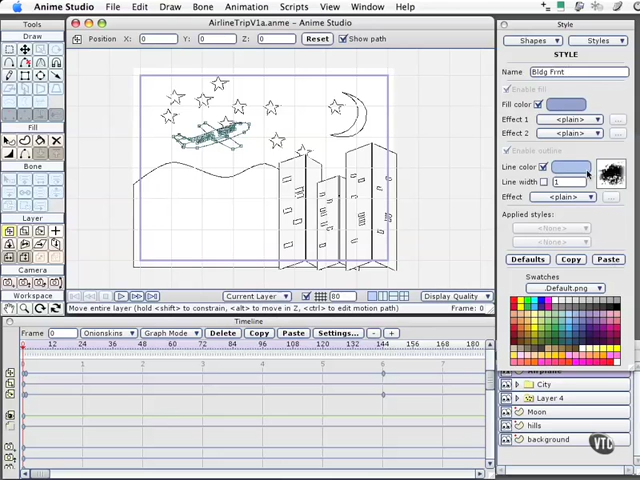 Anime Studio File Edit Draw Bone Animation Scripts View Window Help
AirlineTripV1a.anme - Anime Studio
Position X: 0 Y: 0 Z: 0 Reset Show path
Tools
Draw
Fill
Bone
Layer
Camera
Workspace
Current Layer 80 Display Quality
Frame: 0
Move entire layer (hold <shift> to constrain, <alt> to move in Z, <ctrl> to edit motion path)
Timeline
Frame 0 Onionskins Graph Mode Delete Copy Paste Settings... - +
0 12 24 36 48 60 72 84 96 108 120 132 144 156 168 180
1 2 3 4 5 6 7
Style
Shapes Styles
STYLE
Name Bldg Frnt
Enable fill
Fill color
Effect 1 <plain> ...
Effect 2 <plain> ...
Enable outline
Line color
Line width 1
Effect <plain> ...
Applied styles:
<None>
<None>
Defaults Copy Paste
Swatches
.Default.png
City
Layer 4
Moon
hills
background
VTC